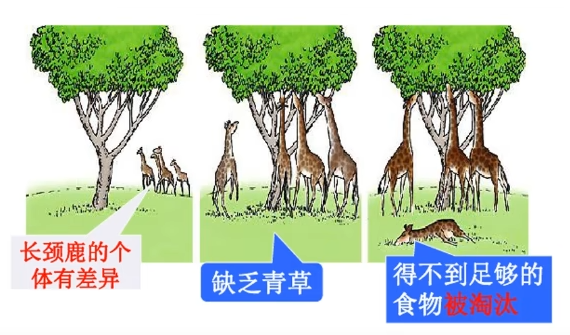 长颈鹿的个
体有差异
缺乏青草
得不到足够的
食物被淘汰